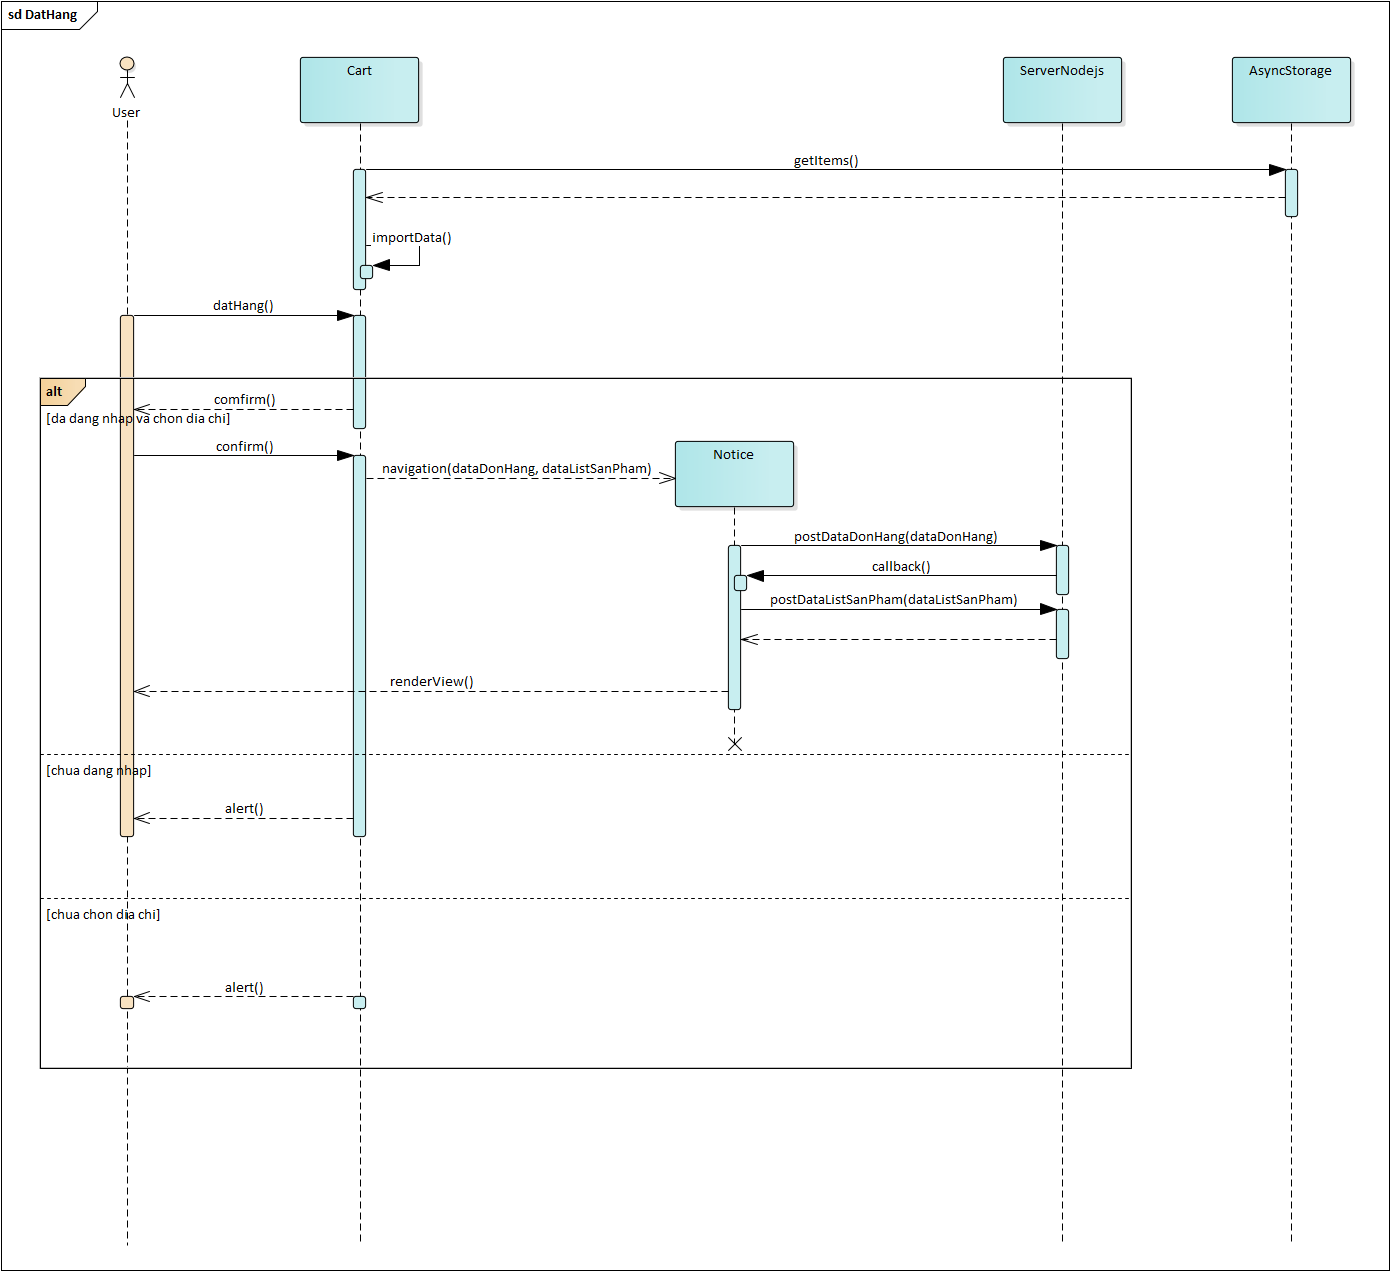 sd DatHang
User
Cart
ServerNodejs
AsyncStorage
getItems()
importData()
datHang()
alt
comfirm()
[da dang nhap va chon dia chi]
confirm()
Notice
navigation(dataDonHang, dataListSanPham)
postDataDonHang(dataDonHang)
callback()
postDataListSanPham(dataListSanPham)
renderView()
[chua dang nhap]
alert()
[chua chon dia chi]
alert()